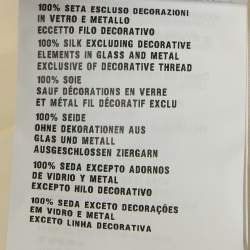 100% SETA ESCLUSO DECORAZIONI
IN VETRO E METALLO
ECCETTO FILO DECORATIVO
100% SILK EXCLUDING DECORATIVE
ELEMENTS IN GLASS AND METAL
EXCLUSIVE OF DECORATIVE THREAD
100% SOIE
SAUF DÉCORATIONS EN VERRE
ET MÉTAL FIL DÉCORATIF EXCLU
100% SEIDE
OHNE DEKORATIONEN AUS
GLAS UND METALL
AUSGESCHLOSSEN ZIERGARN
100% SEDA EXCEPTO ADORNOS
DE VIDRIO Y METAL
EXCEPTO HILO DECORATIVO
100% SEDA EXCETO DECORAÇÕES
EM VIDRO E METAL
EXCETO LINHA DECORATIVA